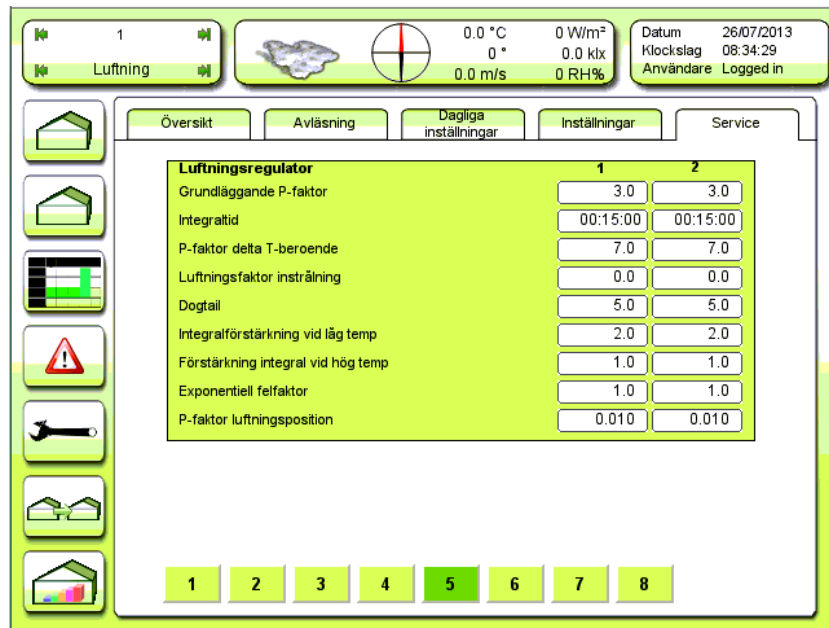 1
Luftning
0.0 °C
0 °
0.0 m/s
0 W/m²
0.0 klx
0 RH%
Datum 26/07/2013
Klockslag 08:34:29
Användare Logged in
Översikt
Avläsning
Dagliga
inställningar
Inställningar
Service
Luftningsregulator 1 2
Grundläggande P-faktor 3.0 3.0
Integraltid 00:15:00 00:15:00
P-faktor delta T-beroende 7.0 7.0
Luftningsfaktor instrålning 0.0 0.0
Dogtail 5.0 5.0
Integralförstärkning vid låg temp 2.0 2.0
Förstärkning integral vid hög temp 1.0 1.0
Exponentiell felfaktor 1.0 1.0
P-faktor luftningsposition 0.010 0.010
1 2 3 4 5 6 7 8